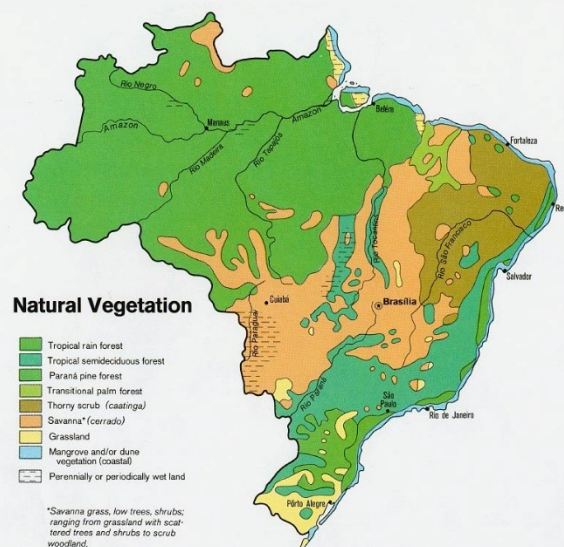 Rio Negro
Amazon
Manaus
Amazon
Belém
Rio Madeira
Rio Tapajos
Fortaleza
Rio Tocantins
Rio São Francisco
Salvador
Natural Vegetation
Cuiabá
Brasília
Rio Paragua
Rio Paraná
São
Paulo
Rio de Janeiro
Pôrto Alegre
Tropical rain forest
Tropical semideciduous forest
Paraná pine forest
Transitional palm forest
Thorny scrub (caatinga)
Savanna* (cerrado)
Grassland
Mangrove and/or dune
vegetation (coastal)
Perennially or periodically wet land
*Savanna grass, low trees, shrubs;
ranging from grassland with scat-
tered trees and shrubs to scrub
woodland.